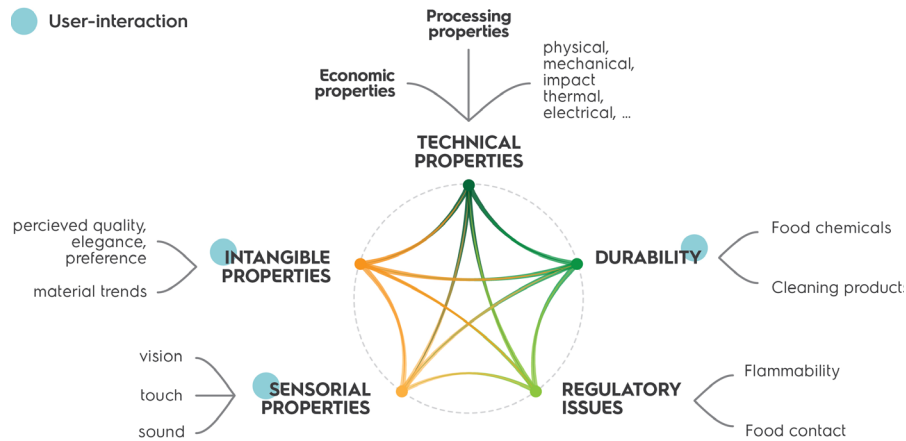 User-interaction
Processing
properties
Economic
properties
physical,
mechanical,
impact
thermal,
electrical, ...
TECHNICAL
PROPERTIES
percieved quality,
elegance,
preference
material trends
INTANGIBLE
PROPERTIES
DURABILITY
Food chemicals
Cleaning product
vision
touch
sound
SENSORIAL
PROPERTIES
REGULATORY
ISSUES
Flammability
Food contact